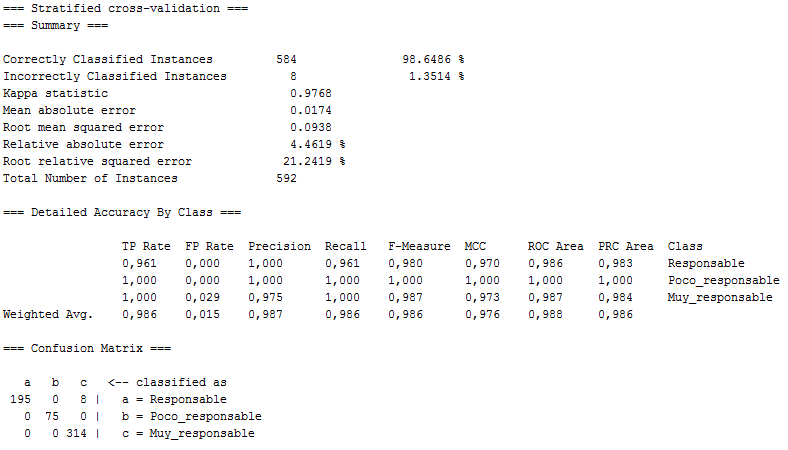 === Stratified cross-validation ===
=== Summary ===
Correctly Classified Instances 584 98.6486 %
Incorrectly Classified Instances 8 1.3514 %
Kappa statistic 0.9768
Mean absolute error 0.0174
Root mean squared error 0.0938
Relative absolute error 4.4619 %
Root relative squared error 21.2419 %
Total Number of Instances 592
=== Detailed Accuracy By Class ===
TP Rate FP Rate Precision Recall F-Measure MCC ROC Area PRC Area Class
0,961 0,000 1,000 0,961 0,980 0,970 0,986 0,983 Responsable
1,000 0,000 1,000 1,000 1,000 1,000 1,000 1,000 Poco_responsable
1,000 0,029 0,975 1,000 0,987 0,973 0,987 0,984 Muy_responsable
Weighted Avg. 0,986 0,015 0,987 0,986 0,986 0,976 0,988 0,986
=== Confusion Matrix ===
a b c <-- classified as
195 0 8 | a = Responsable
0 75 0 | b = Poco_responsable
0 0 314 | c = Muy_responsable